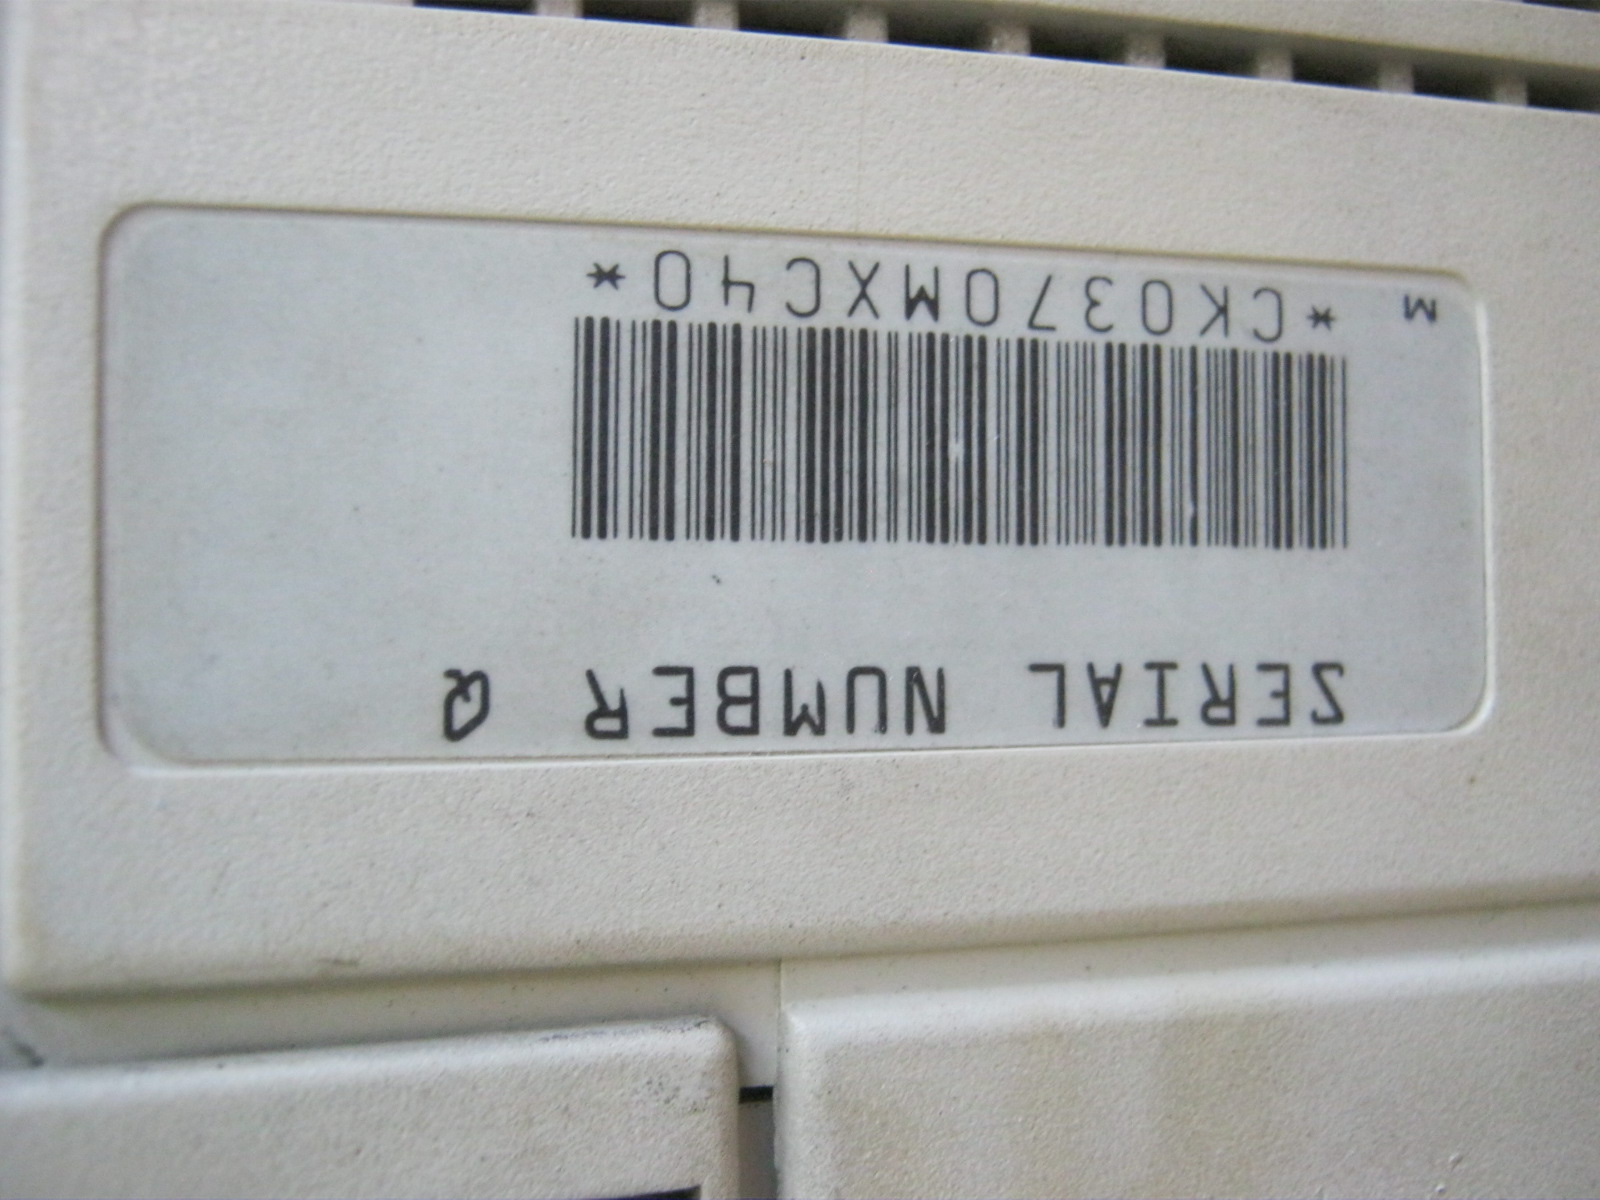 SERIAL NUMBER Q
M *CK0370MXC40*